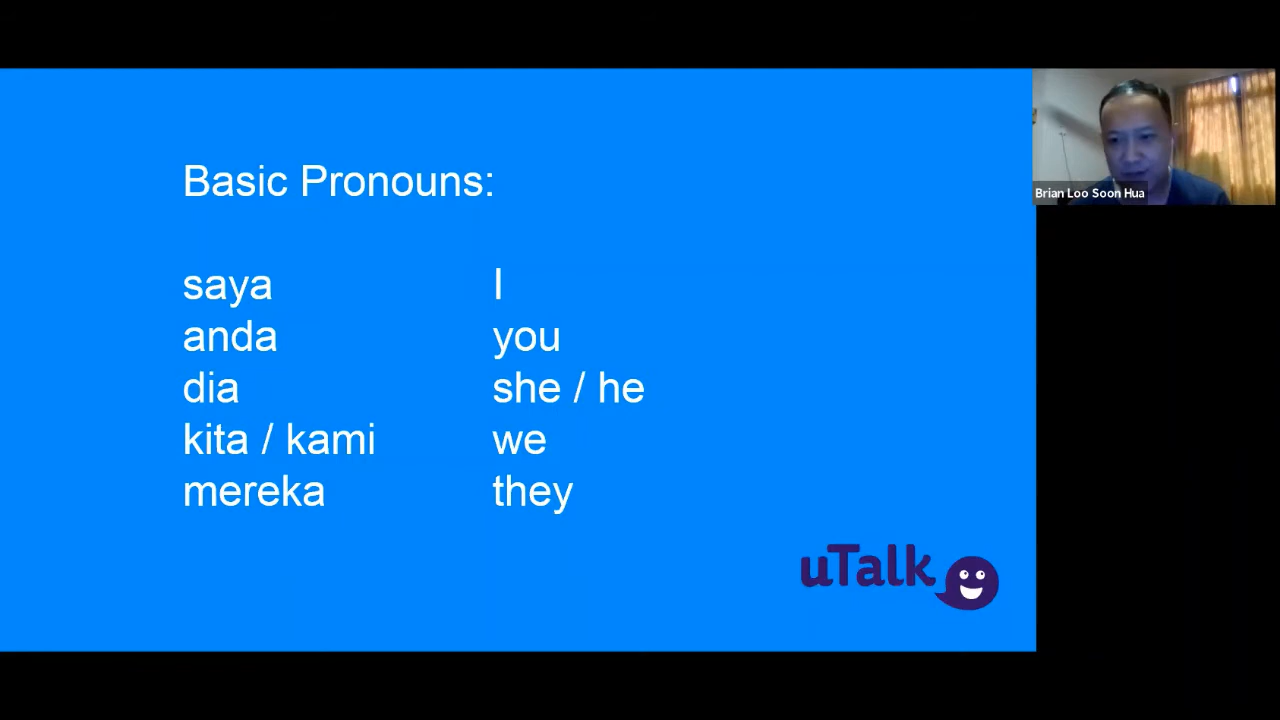 Basic Pronouns:
saya I
anda you
dia she / he
kita / kami we
mereka they
uTalk
Brian Loo Soon Hua